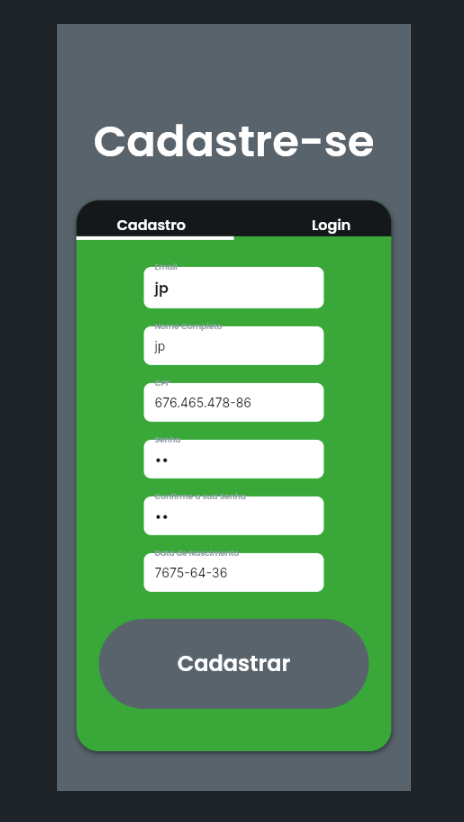 Cadastre-se
Cadastro Login
Email
jp
Nome Completo
jp
CPF
676.465.478-86
Senha
••
Confirme a sua Senha
••
Data de Nascimento
7675-64-36
Cadastrar